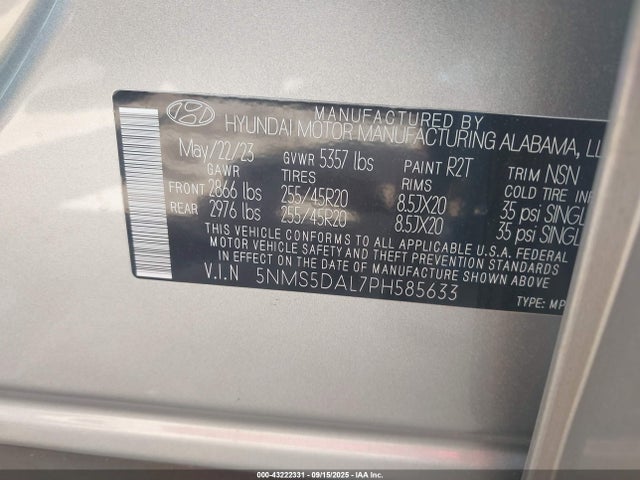 MANUFACTURED BY
HYUNDAI MOTOR MANUFACTURING ALABAMA, LL
May/22/23 GVWR 5357 lbs PAINT R2T TRIM NSN
GAWR TIRES RIMS COLD TIRE IN
FRONT 2866 lbs 255/45R20 8.5JX20 35 psi SINGL
REAR 2976 lbs 255/45R20 8.5JX20 35 psi SINGL
THIS VEHICLE CONFORMS TO ALL APPLICABLE U.S.A. FEDERAL
MOTOR VEHICLE SAFETY AND THEFT PREVENTION STANDARDS
IN EFFECT ON THE DATE OF MANUFACTURE SHOWN ABOVE.
V.I.N 5NMS5DAL7PH585633 TYPE: MP
000-43222331 - 09/15/2025 - IAA Inc.